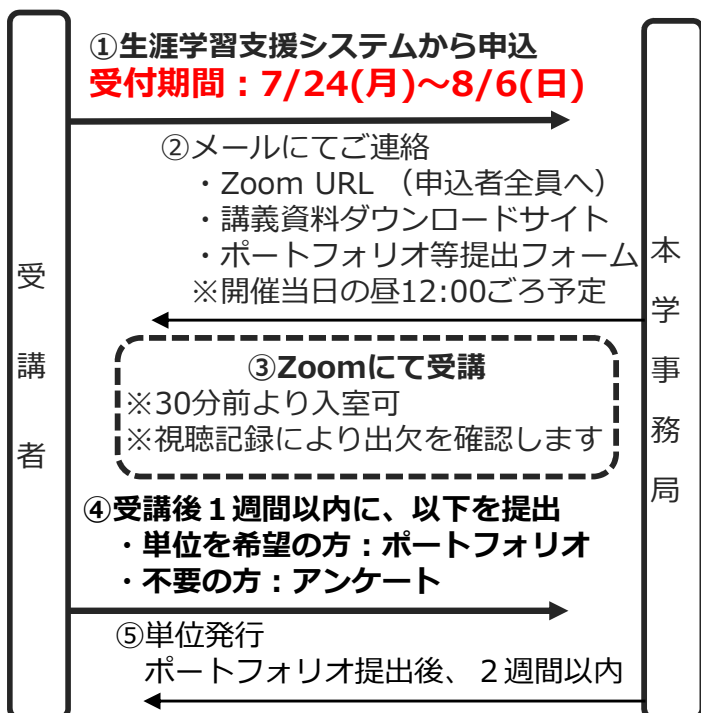 ①生涯学習支援システムから申込
受付期間：7/24(月)～8/6(日)
②メールにてご連絡
・Zoom URL （申込者全員へ）
・講義資料ダウンロードサイト
・ポートフォリオ等提出フォーム
※開催当日の昼12:00ごろ予定
③Zoomにて受講
※30分前より入室可
※視聴記録により出欠を確認します
④受講後１週間以内に、以下を提出
・単位を希望の方：ポートフォリオ
・不要の方：アンケート
⑤単位発行
ポートフォリオ提出後、２週間以内
受講者
本学事務局